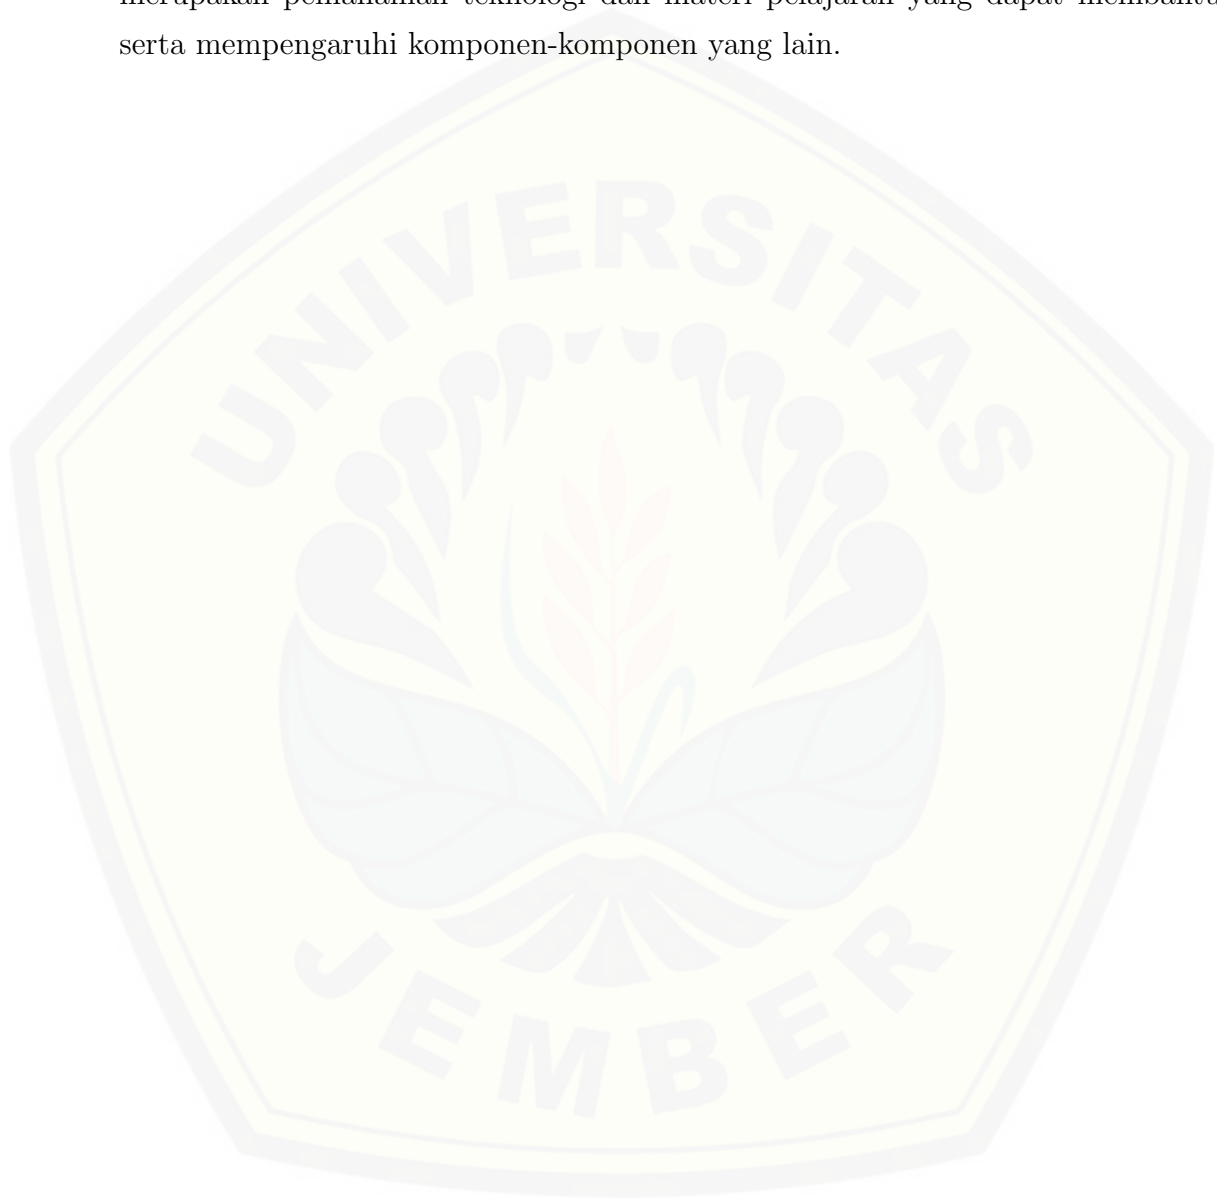 merupakan pemahaman teknologi dan materi pelajaran yang dapat membantu
serta mempengaruhi komponen-komponen yang lain.
UNIVERSITAS
JEMBER